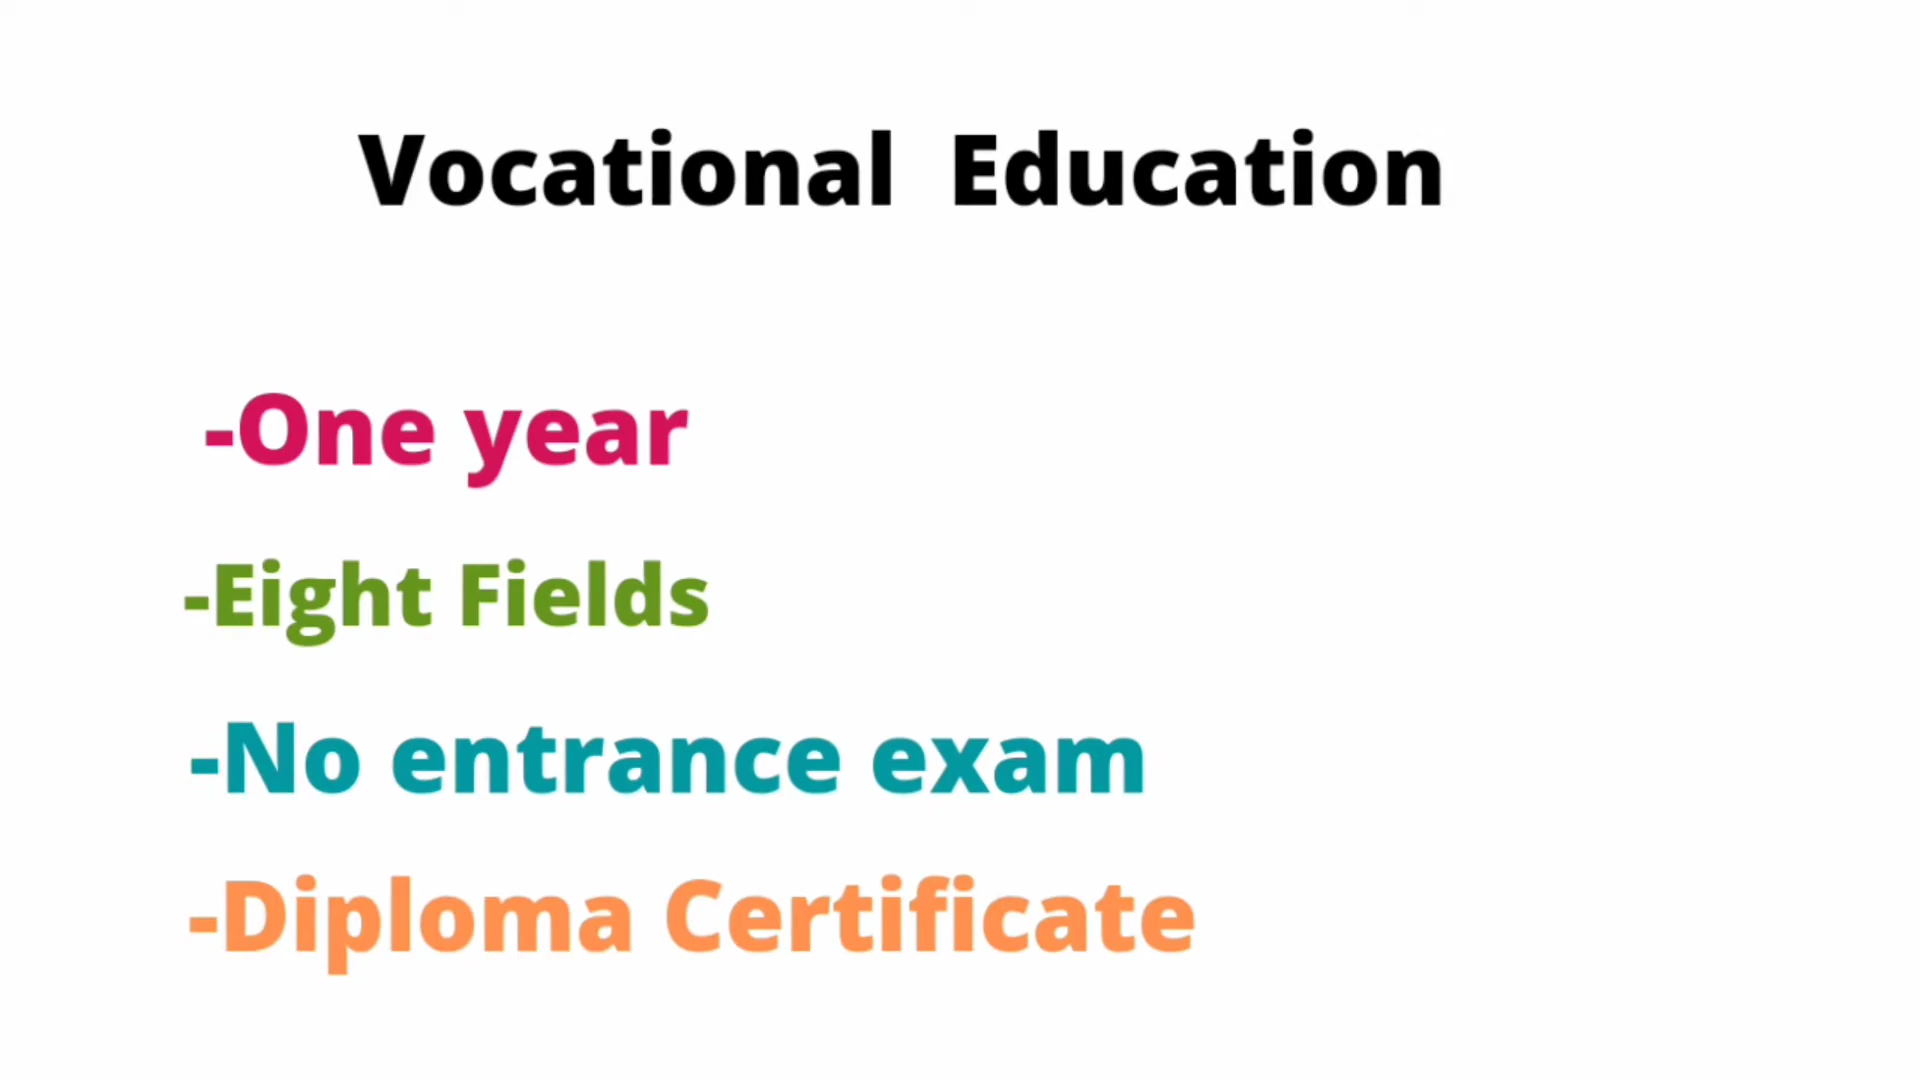 Vocational Education
-One year
-Eight Fields
-No entrance exam
-Diploma Certificate